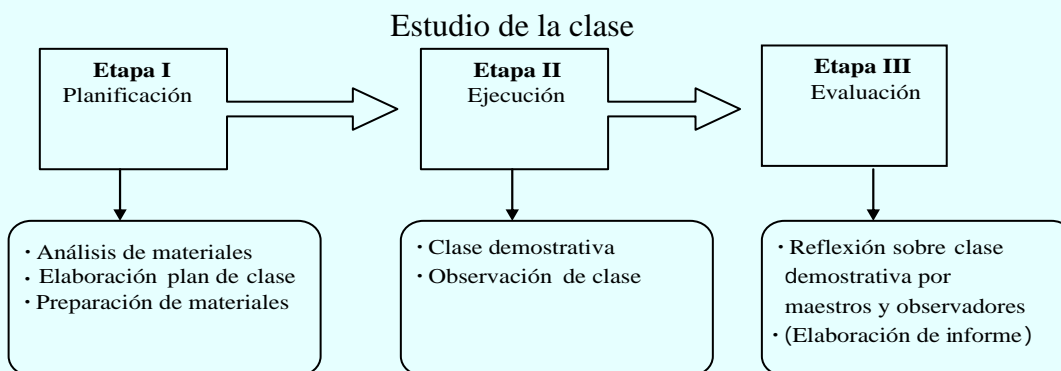 Estudio de la clase
Etapa I
Planificación
Etapa II
Ejecución
Etapa III
Evaluación
· Análisis de materiales
· Elaboración plan de clase
· Preparación de materiales
· Clase demostrativa
· Observación de clase
· Reflexión sobre clase
demostrativa por
maestros y observadores
· (Elaboración de informe)